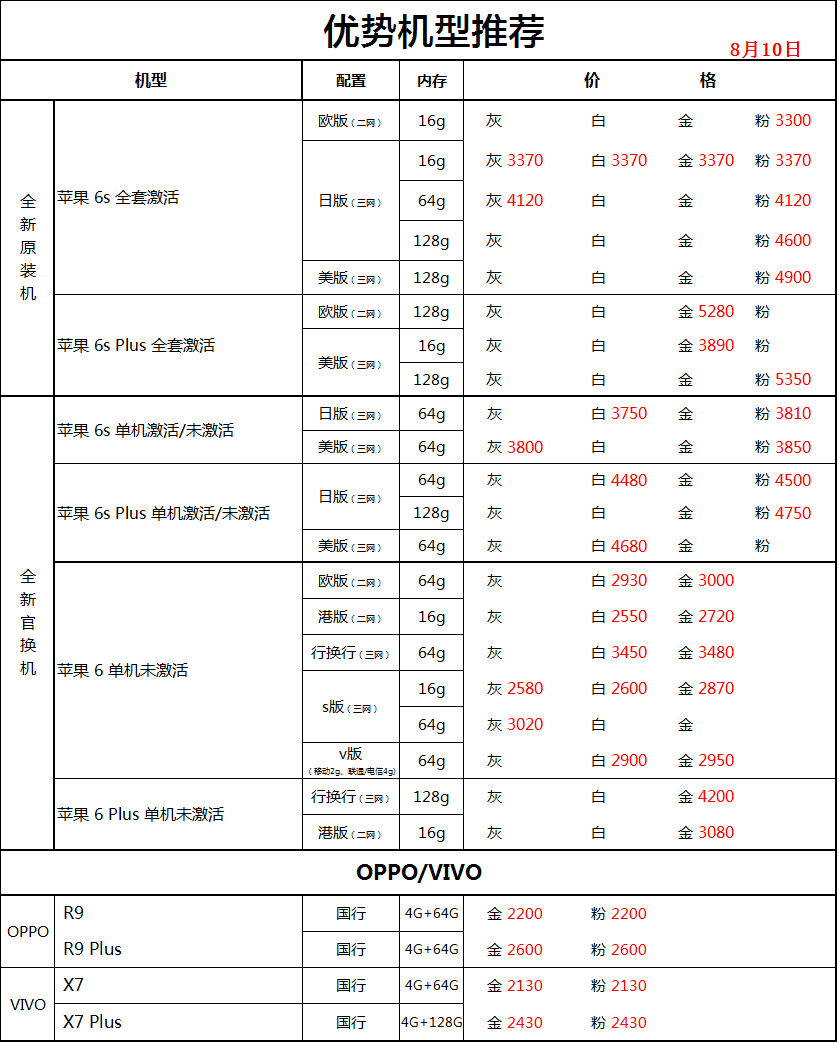 优势机型推荐
8月10日
机型 配置 内存 价 格
全新原装机
苹果 6s 全套激活
欧版（二网） 16g 灰 白 金 粉 3300
日版（三网） 16g 灰 3370 白 3370 金 3370 粉 3370
64g 灰 4120 白 金 粉 4120
128g 灰 白 金 粉 4600
美版（三网） 128g 灰 白 金 粉 4900
苹果 6s Plus 全套激活
欧版（二网） 128g 灰 白 金 5280 粉
美版（三网） 16g 灰 白 金 3890 粉
128g 灰 白 金 粉 5350
全新官换机
苹果 6s 单机激活/未激活
日版（三网） 64g 灰 白 3750 金 粉 3810
美版（三网） 64g 灰 3800 白 金 粉 3850
苹果 6s Plus 单机激活/未激活
日版（三网） 64g 灰 白 4480 金 粉 4500
128g 灰 白 金 粉 4750
美版（三网） 64g 灰 白 4680 金 粉
苹果 6 单机未激活
欧版（二网） 64g 灰 白 2930 金 3000
港版（二网） 16g 灰 白 2550 金 2720
行换行（三网） 64g 灰 白 3450 金 3480
s版（三网） 16g 灰 2580 白 2600 金 2870
64g 灰 3020 白 金
v版
（移动2g、联通/电信4g） 64g 灰 白 2900 金 2950
苹果 6 Plus 单机未激活
行换行（三网） 128g 灰 白 金 4200
港版（二网） 16g 灰 白 金 3080
OPPO/VIVO
OPPO
R9 国行 4G+64G 金 2200 粉 2200
R9 Plus 国行 4G+64G 金 2600 粉 2600
VIVO
X7 国行 4G+64G 金 2130 粉 2130
X7 Plus 国行 4G+128G 金 2430 粉 2430